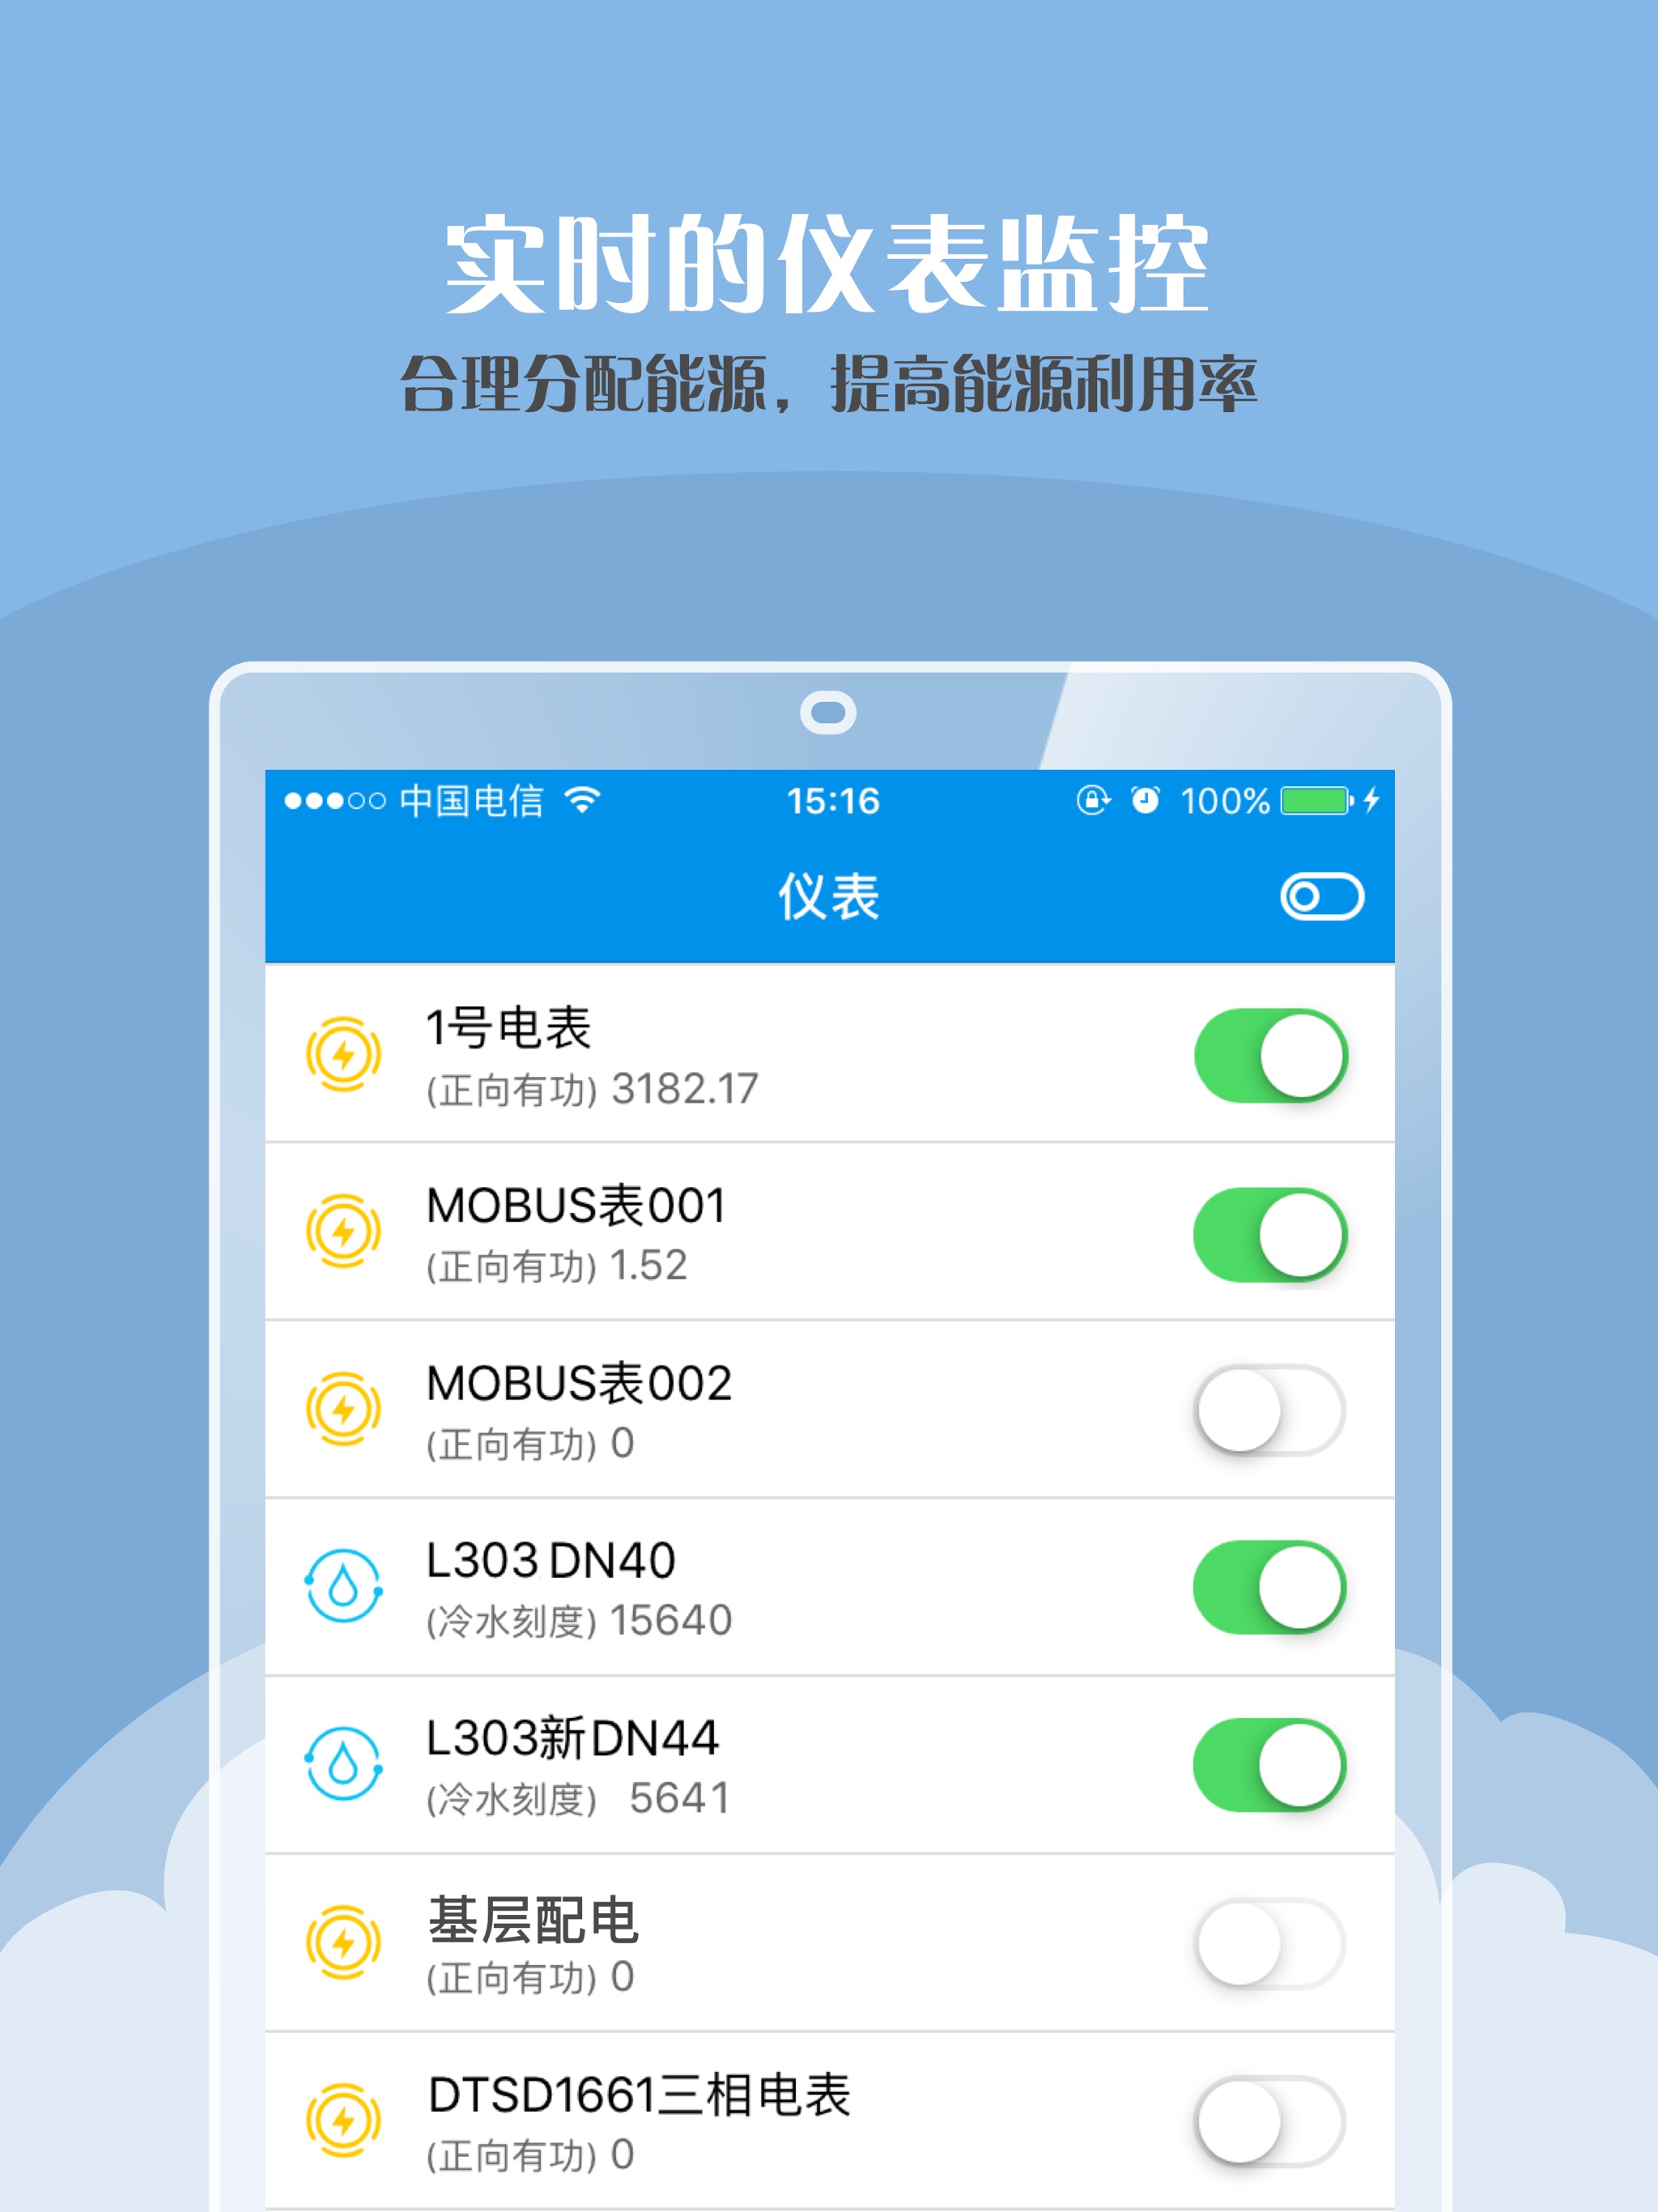 实时的仪表监控
合理分配能源，提高能源利用率
中国电信 15:16 100%
仪表
1号电表
(正向有功) 3182.17
MOBUS表001
(正向有功) 1.52
MOBUS表002
(正向有功) 0
L303 DN40
(冷水刻度) 15640
L303新DN44
(冷水刻度) 5641
基层配电
(正向有功) 0
DTSD1661三相电表
(正向有功) 0